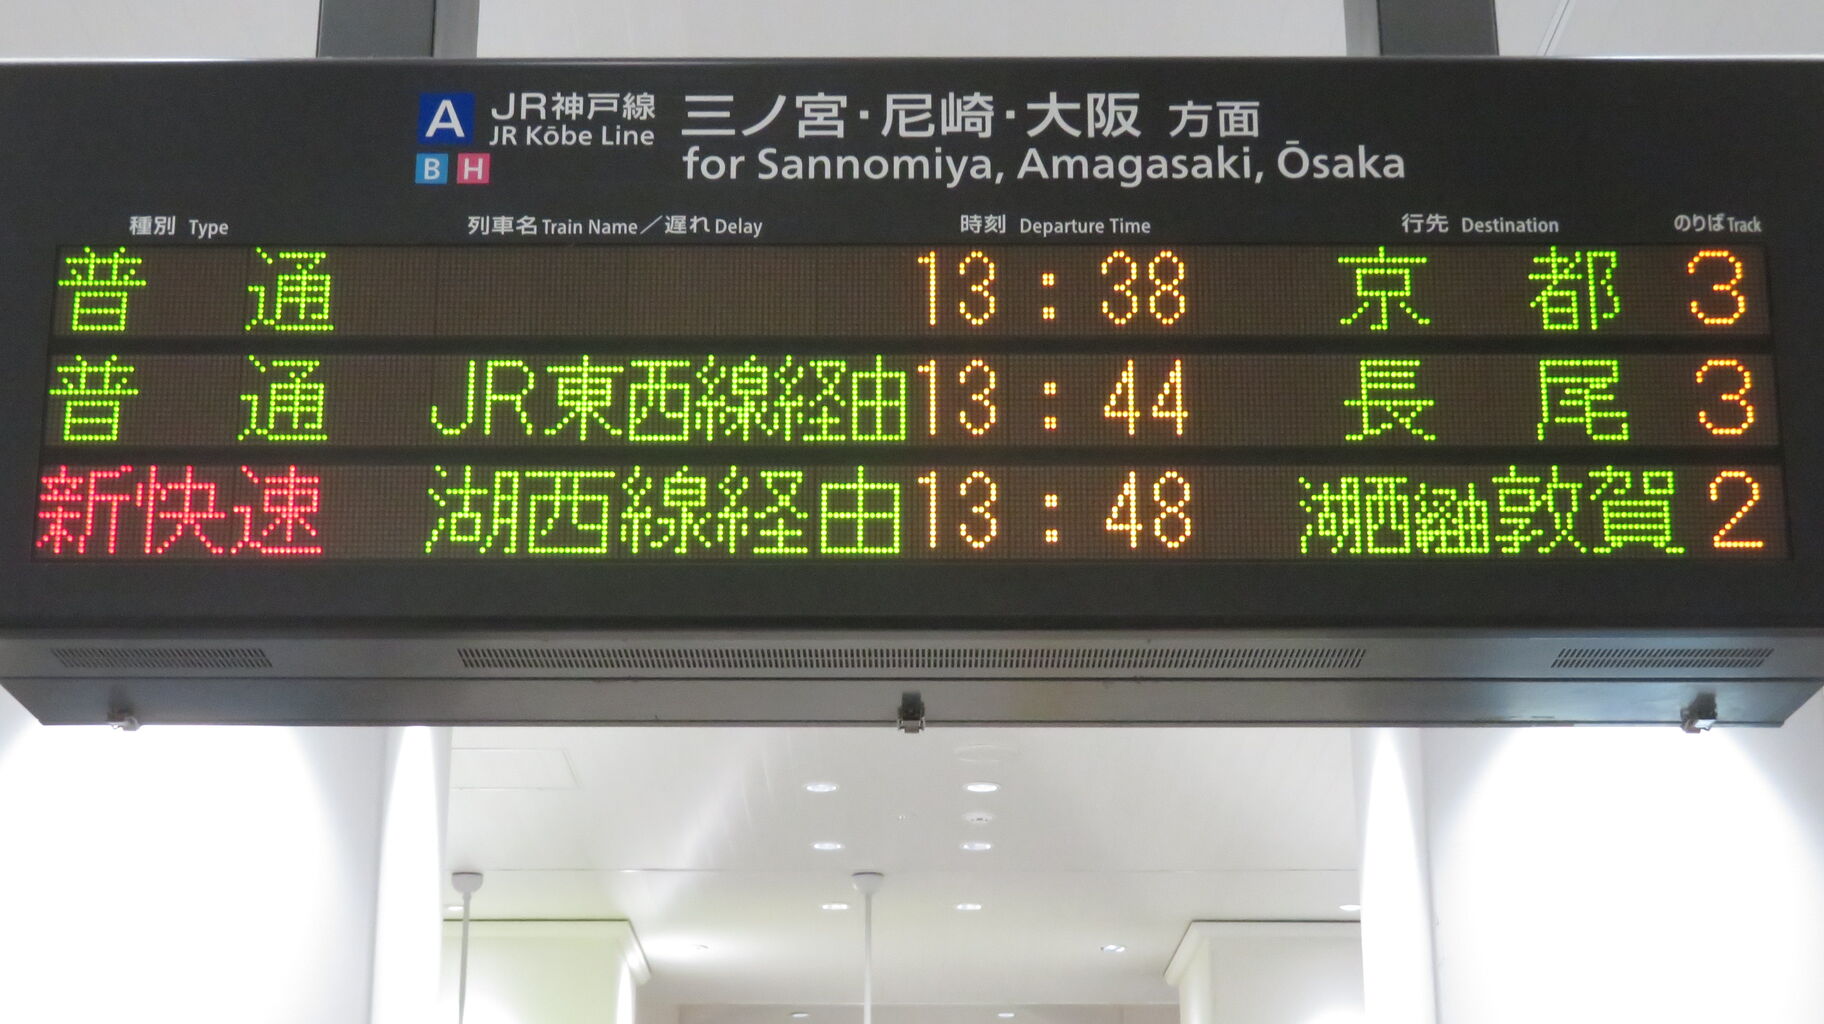 A JR神戸線 三ノ宮・尼崎・大阪 方面
JR Kōbe Line for Sannomiya, Amagasaki, Ōsaka
B H
種別 Type 列車名 Train Name／遅れ Delay 時刻 Departure Time 行先 Destination のりば Track
普通 13:38 京都 3
普通 JR東西線経由 13:44 長尾 3
新快速 湖西線経由 13:48 湖西線経由敦賀 2